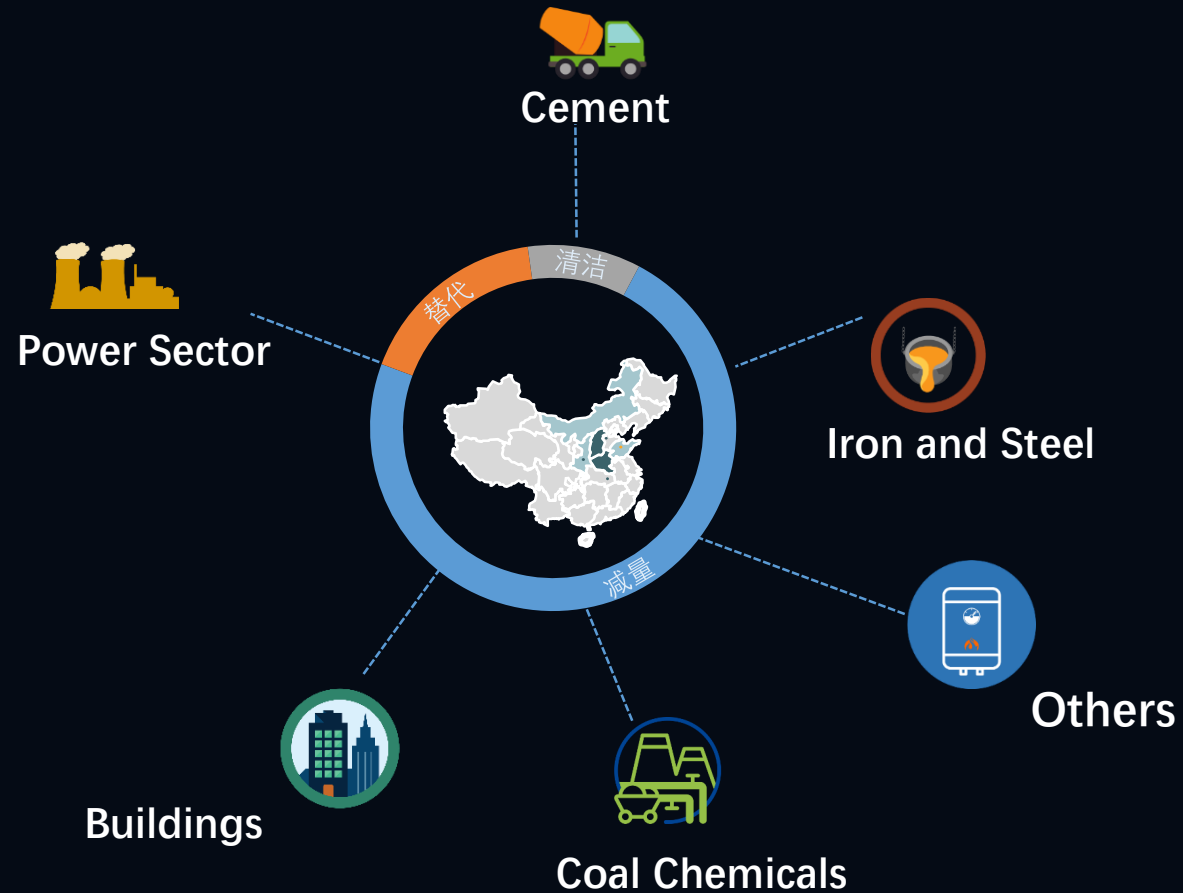 Cement
清洁
替代
Power Sector
Iron and Steel
减量
Others
Buildings
Coal Chemicals